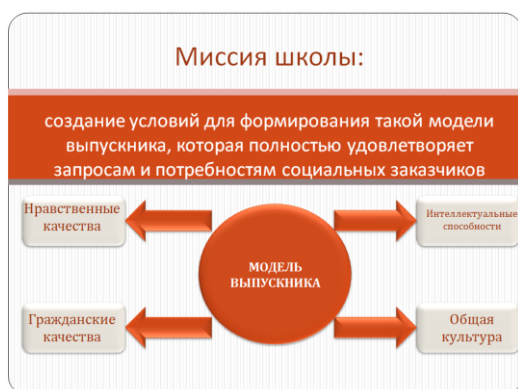 Миссия школы:
создание условий для формирования такой модели
выпускника, которая полностью удовлетворяет
запросам и потребностям социальных заказчиков
Нравственные
качества
Интеллектуальные
способности
МОДЕЛЬ
ВЫПУСКНИКА
Гражданские
качества
Общая
культура